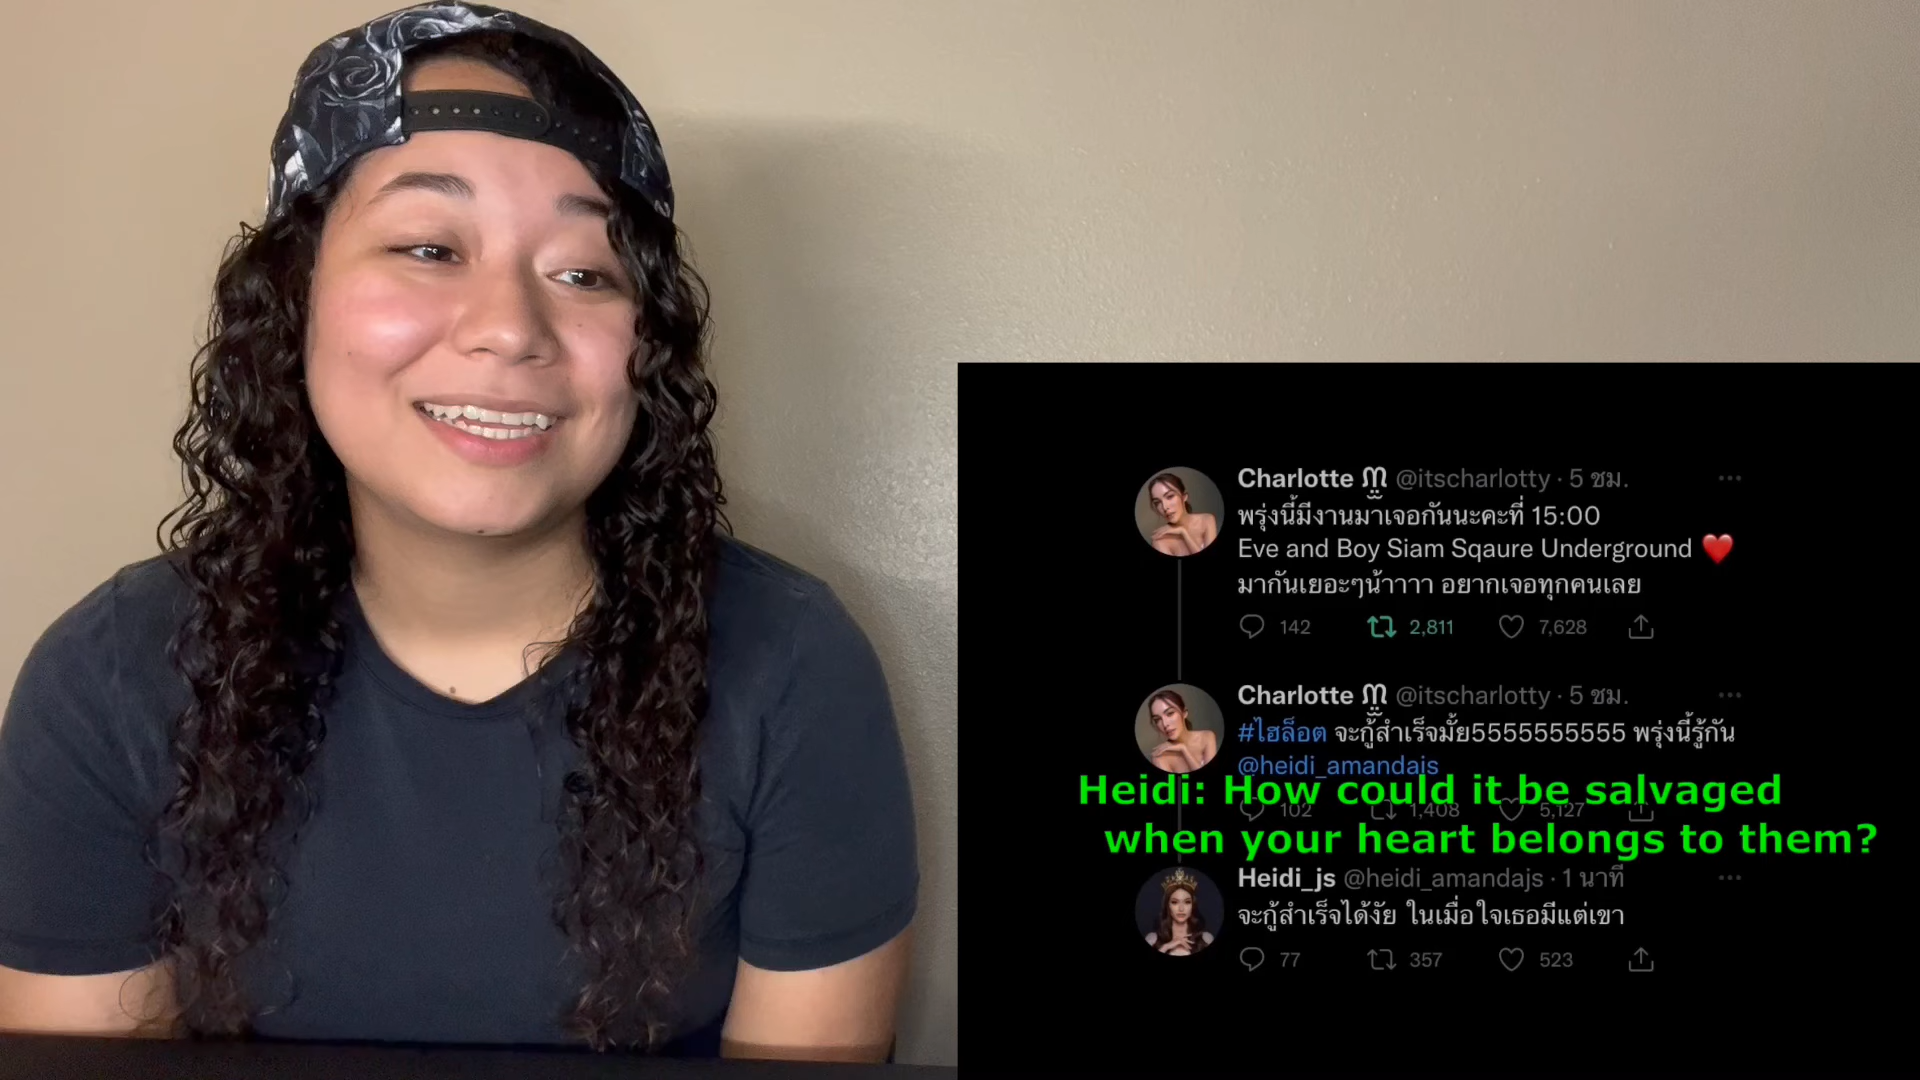 Charlotte @itscharlotty · 5 ชม.
พรุ่งนี้มีงานมาเจอกันนะคะที่ 15:00
Eve and Boy Siam Sqaure Underground ❤️
มากันเยอะๆน้าาาา อยากเจอทุกคนเลย
142 2,811 7,628
Charlotte @itscharlotty · 5 ชม.
#ไฮล็อต จะกู้สำเร็จมั้ย5555555555 พรุ่งนี้รู้กัน
@heidi_amandajs
Heidi: How could it be salvaged
102 1,408 5,127
when your heart belongs to them?
Heidi_js @heidi_amandajs · 1 นาที
จะกู้สำเร็จได้งัย ในเมื่อใจเธอมีแต่เขา
77 357 523